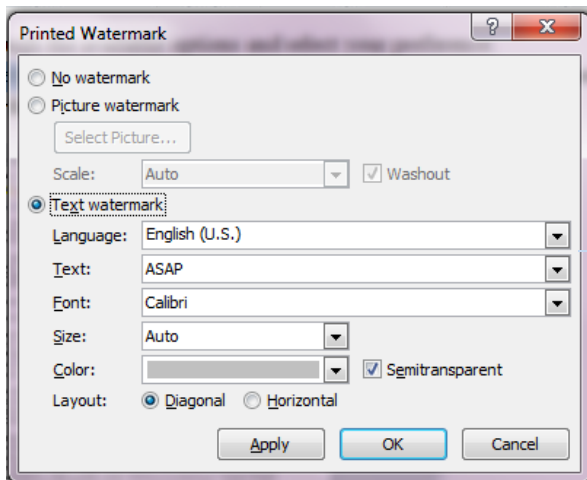 Printed Watermark
?
No watermark
Picture watermark
Select Picture...
Scale: Auto Washout
Text watermark
Language: English (U.S.)
Text: ASAP
Font: Calibri
Size: Auto
Color: Semitransparent
Layout: Diagonal Horizontal
Apply OK Cancel